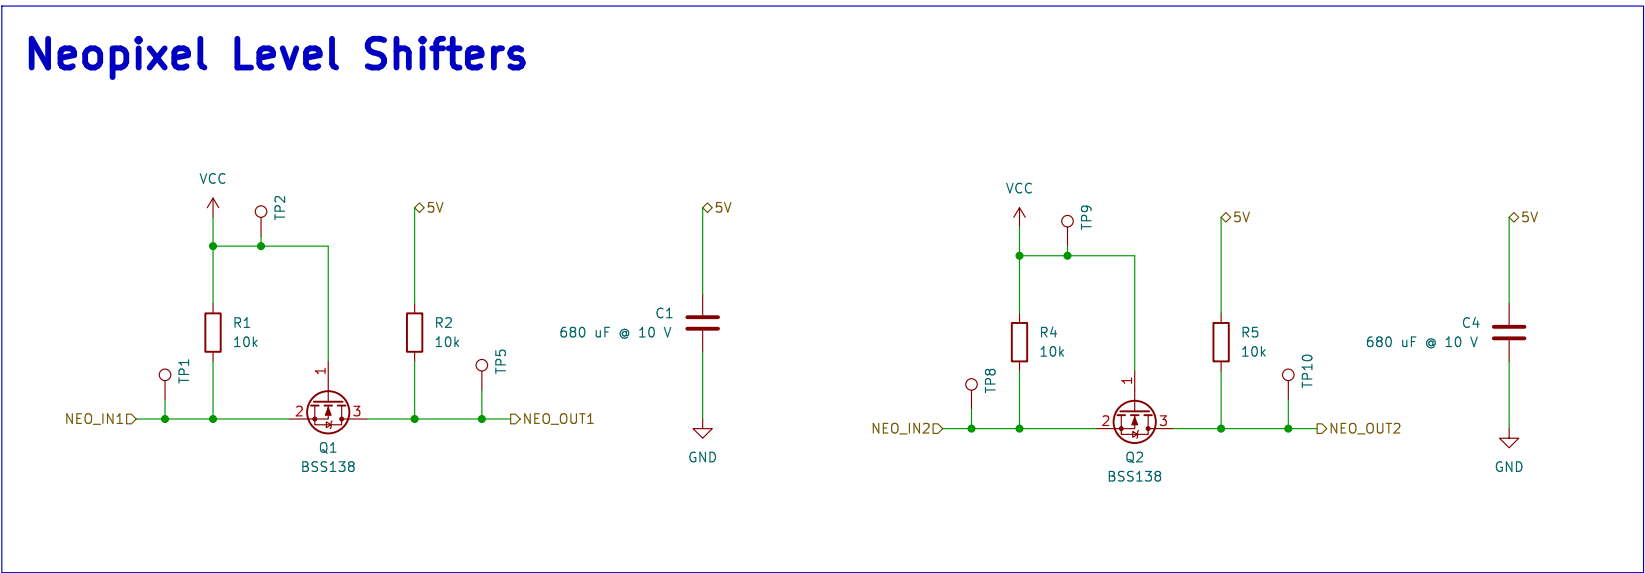 Neopixel Level Shifters
VCC
TP2
5V
5V
R1
10k
R2
10k
C1
680 uF @ 10 V
TP1
TP5
1
NEO_IN1
2
3
NEO_OUT1
Q1
BSS138
GND
VCC
TP9
5V
5V
R4
10k
R5
10k
C4
680 uF @ 10 V
TP8
TP10
1
NEO_IN2
2
3
NEO_OUT2
Q2
BSS138
GND